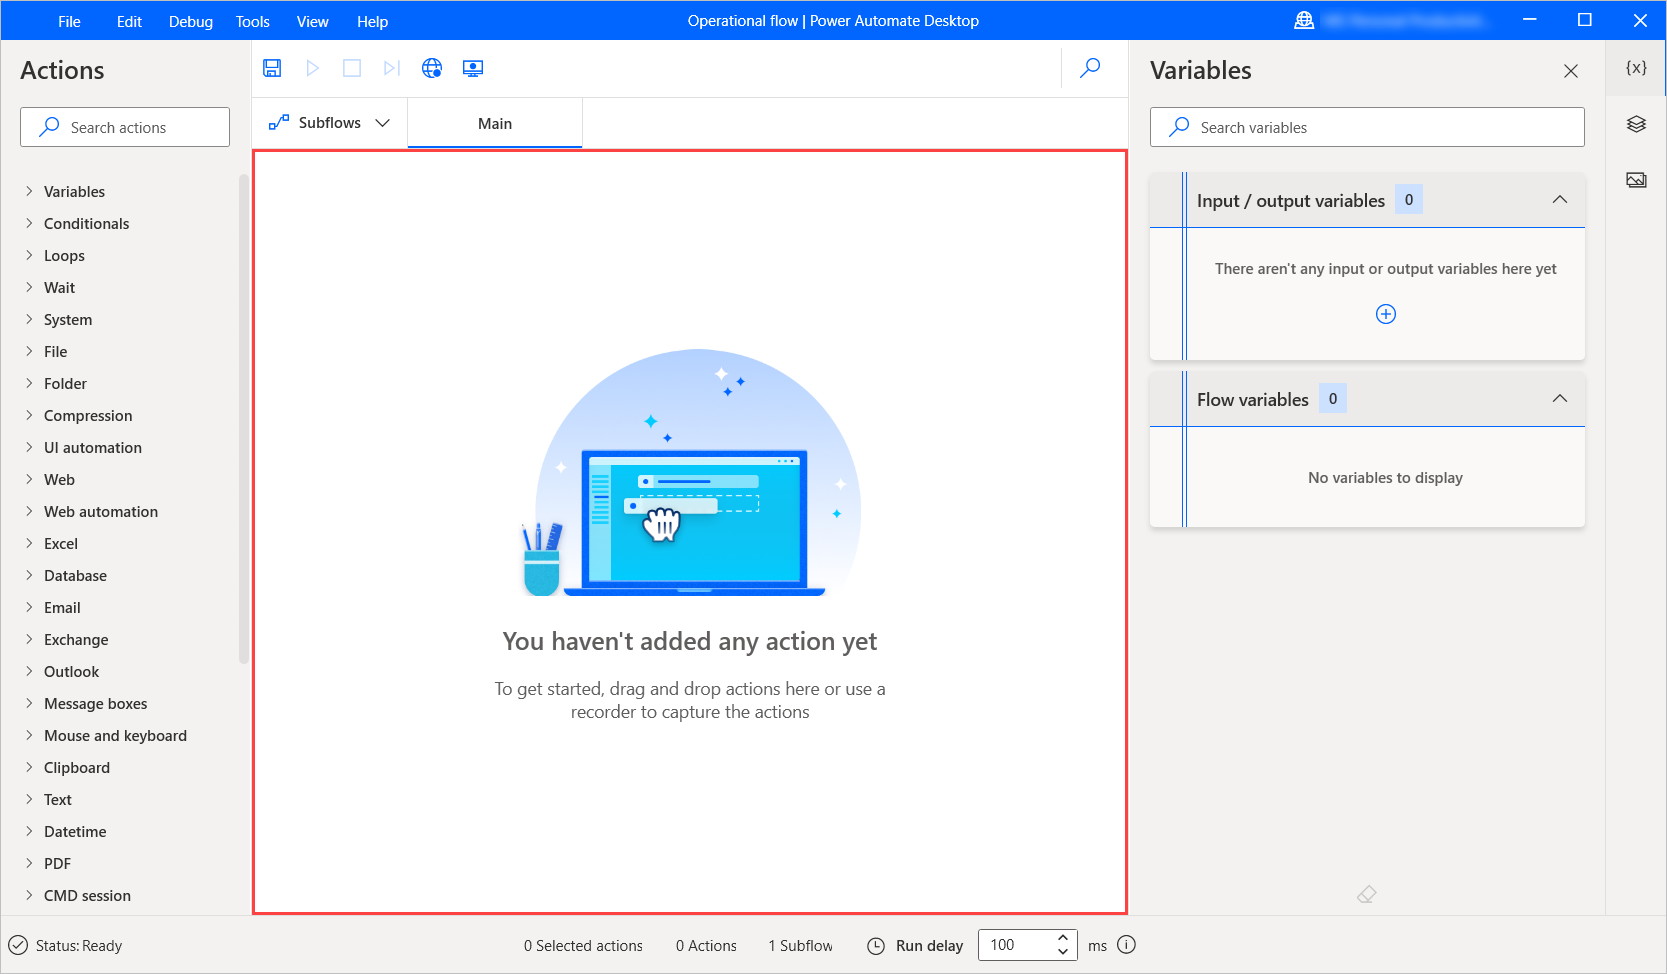 File Edit Debug Tools View Help
Operational flow | Power Automate Desktop
Actions
Search actions
Variables
Conditionals
Loops
Wait
System
File
Folder
Compression
UI automation
Web
Web automation
Excel
Database
Email
Exchange
Outlook
Message boxes
Mouse and keyboard
Clipboard
Text
Datetime
PDF
CMD session
Subflows
Main
You haven't added any action yet
To get started, drag and drop actions here or use a
recorder to capture the actions
Variables
{x}
Search variables
Input / output variables 0
There aren't any input or output variables here yet
Flow variables 0
No variables to display
Status: Ready
0 Selected actions
0 Actions
1 Subflow
Run delay 100 ms